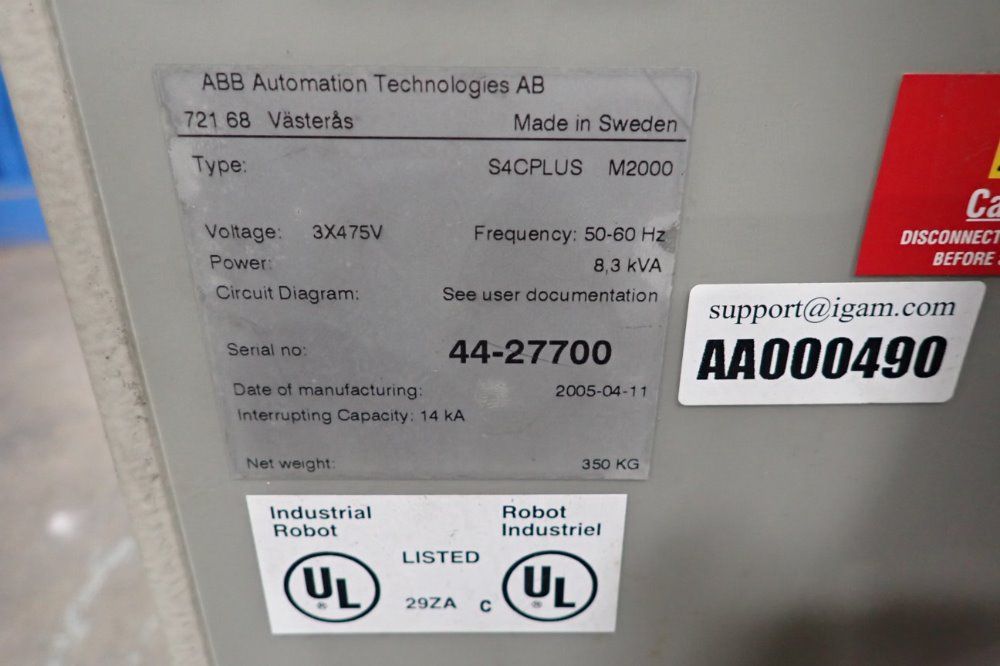 ABB Automation Technologies AB
721 68 Västerås Made in Sweden
Type: S4CPLUS M2000
Voltage: 3X475V Frequency: 50-60 Hz
Power: 8,3 kVA
Circuit Diagram: See user documentation
Serial no: 44-27700
Date of manufacturing: 2005-04-11
Interrupting Capacity: 14 kA
Net weight: 350 KG
DISCONNECT
BEFORE
support@igam.com
AA000490
Industrial Robot
Robot Industriel
LISTED
UL UL
® ®
29ZA C